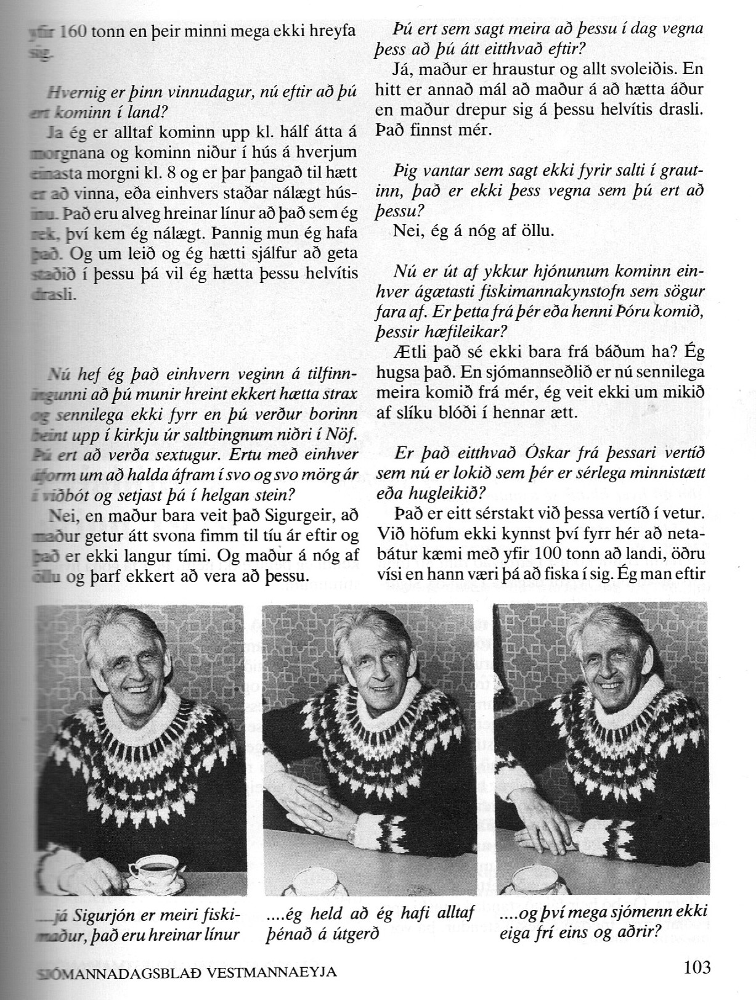 yfir 160 tonn en þeir minni mega ekki hreyfa
sig.
Hvernig er þinn vinnudagur, nú eftir að þú
ert kominn í land?
Ja ég er alltaf kominn upp kl. hálf átta á
morgnana og kominn niður í hús á hverjum
einasta morgni kl. 8 og er þar þangað til hætt
er að vinna, eða einhvers staðar nálægt hús-
inu. Það eru alveg hreinar línur að það sem ég
rek, því kem ég nálægt. Þannig mun ég hafa
það. Og um leið og ég hætti sjálfur að geta
staðið í þessu þá vil ég hætta þessu helvítis
drasli.
Nú hef ég það einhvern veginn á tilfinn-
ingunni að þú munir hreint ekkert hætta strax
og sennilega ekki fyrr en þú verður borinn
beint upp í kirkju úr saltbingnum niðri í Nöf.
Þú ert að verða sextugur. Ertu með einhver
áform um að halda áfram í svo og svo mörg ár
í viðbót og setjast þá í helgan stein?
Nei, en maður bara veit það Sigurgeir, að
maður getur átt svona fimm til tíu ár eftir og
það er ekki langur tími. Og maður á nóg af
öllu og þarf ekkert að vera að þessu.
Þú ert sem sagt meira að þessu í dag vegna
þess að þú átt eitthvað eftir?
Já, maður er hraustur og allt svoleiðis. En
hitt er annað mál að maður á að hætta áður
en maður drepur sig á þessu helvítis drasli.
Það finnst mér.
Þig vantar sem sagt ekki fyrir salti í graut-
inn, það er ekki þess vegna sem þú ert að
þessu?
Nei, ég á nóg af öllu.
Nú er út af ykkur hjónunum kominn ein-
hver ágætasti fiskimannakynstofn sem sögur
fara af. Er þetta frá þér eða henni Þóru komið,
þessir hæfileikar?
Ætli það sé ekki bara frá báðum ha? Ég
hugsa það. En sjómannseðlið er nú sennilega
meira komið frá mér, ég veit ekki um mikið
af slíku blóði í hennar ætt.
Er það eitthvað Óskar frá þessari vertíð
sem nú er lokið sem þér er sérlega minnistætt
eða hugleikið?
Það er eitt sérstakt við þessa vertíð í vetur.
Við höfum ekki kynnst því fyrr hér að neta-
bátur kæmi með yfir 100 tonn að landi, öðru
vísi en hann væri þá að fiska í sig. Ég man eftir
....já Sigurjón er meiri fiski-
maður, það eru hreinar línur
....ég held að ég hafi alltaf
þénað á útgerð
....og því mega sjómenn ekki
eiga frí eins og aðrir?
SJÓMANNADAGSBLAÐ VESTMANNAEYJA
103